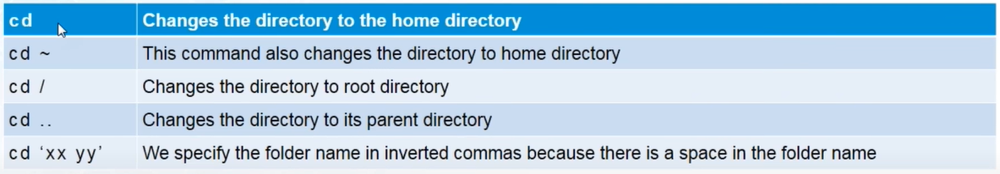 cd Changes the directory to the home directory
cd ~ This command also changes the directory to home directory
cd / Changes the directory to root directory
cd .. Changes the directory to its parent directory
cd ‘xx yy’ We specify the folder name in inverted commas because there is a space in the folder name